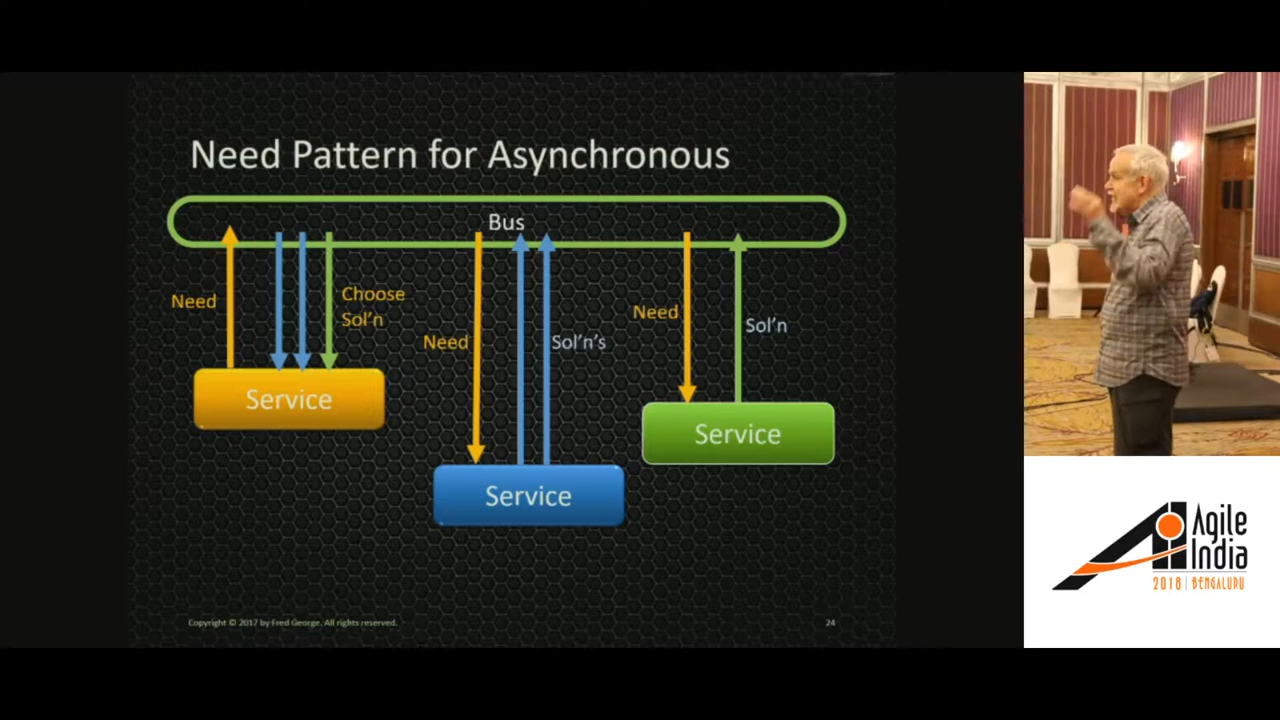 Need Pattern for Asynchronous
Bus
Need
Choose
Sol'n
Need
Sol'n's
Need
Sol'n
Service
Service
Service
Copyright © 2017 by Fred George. All rights reserved.
24
Agile
India
2018 | BENGALURU